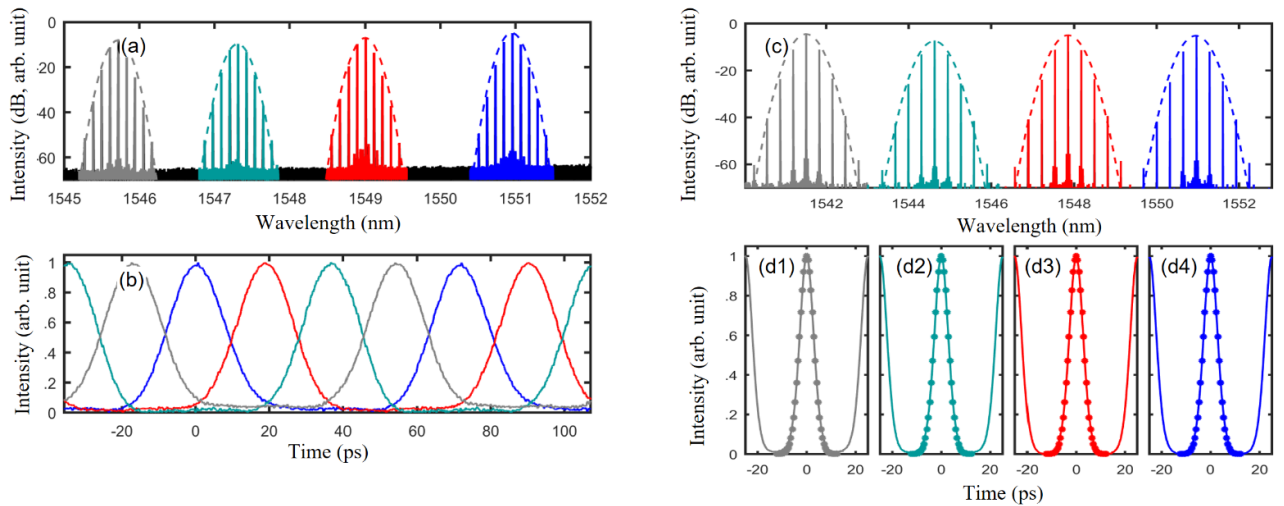 (a)
Intensity (dB, arb. unit)
0
-20
-40
-60
1545 1546 1547 1548 1549 1550 1551 1552
Wavelength (nm)
(b)
Intensity (arb. unit)
1
.8
.6
.4
.2
0
-20 0 20 40 60 80 100
Time (ps)
(c)
Intensity (dB, arb. unit)
0
-20
-40
-60
1542 1544 1546 1548 1550 1552
Wavelength (nm)
(d1) (d2) (d3) (d4)
Intensity (arb. unit)
1
.8
.6
.4
.2
0
-20 0 20 -20 0 20 -20 0 20 -20 0 20
Time (ps)